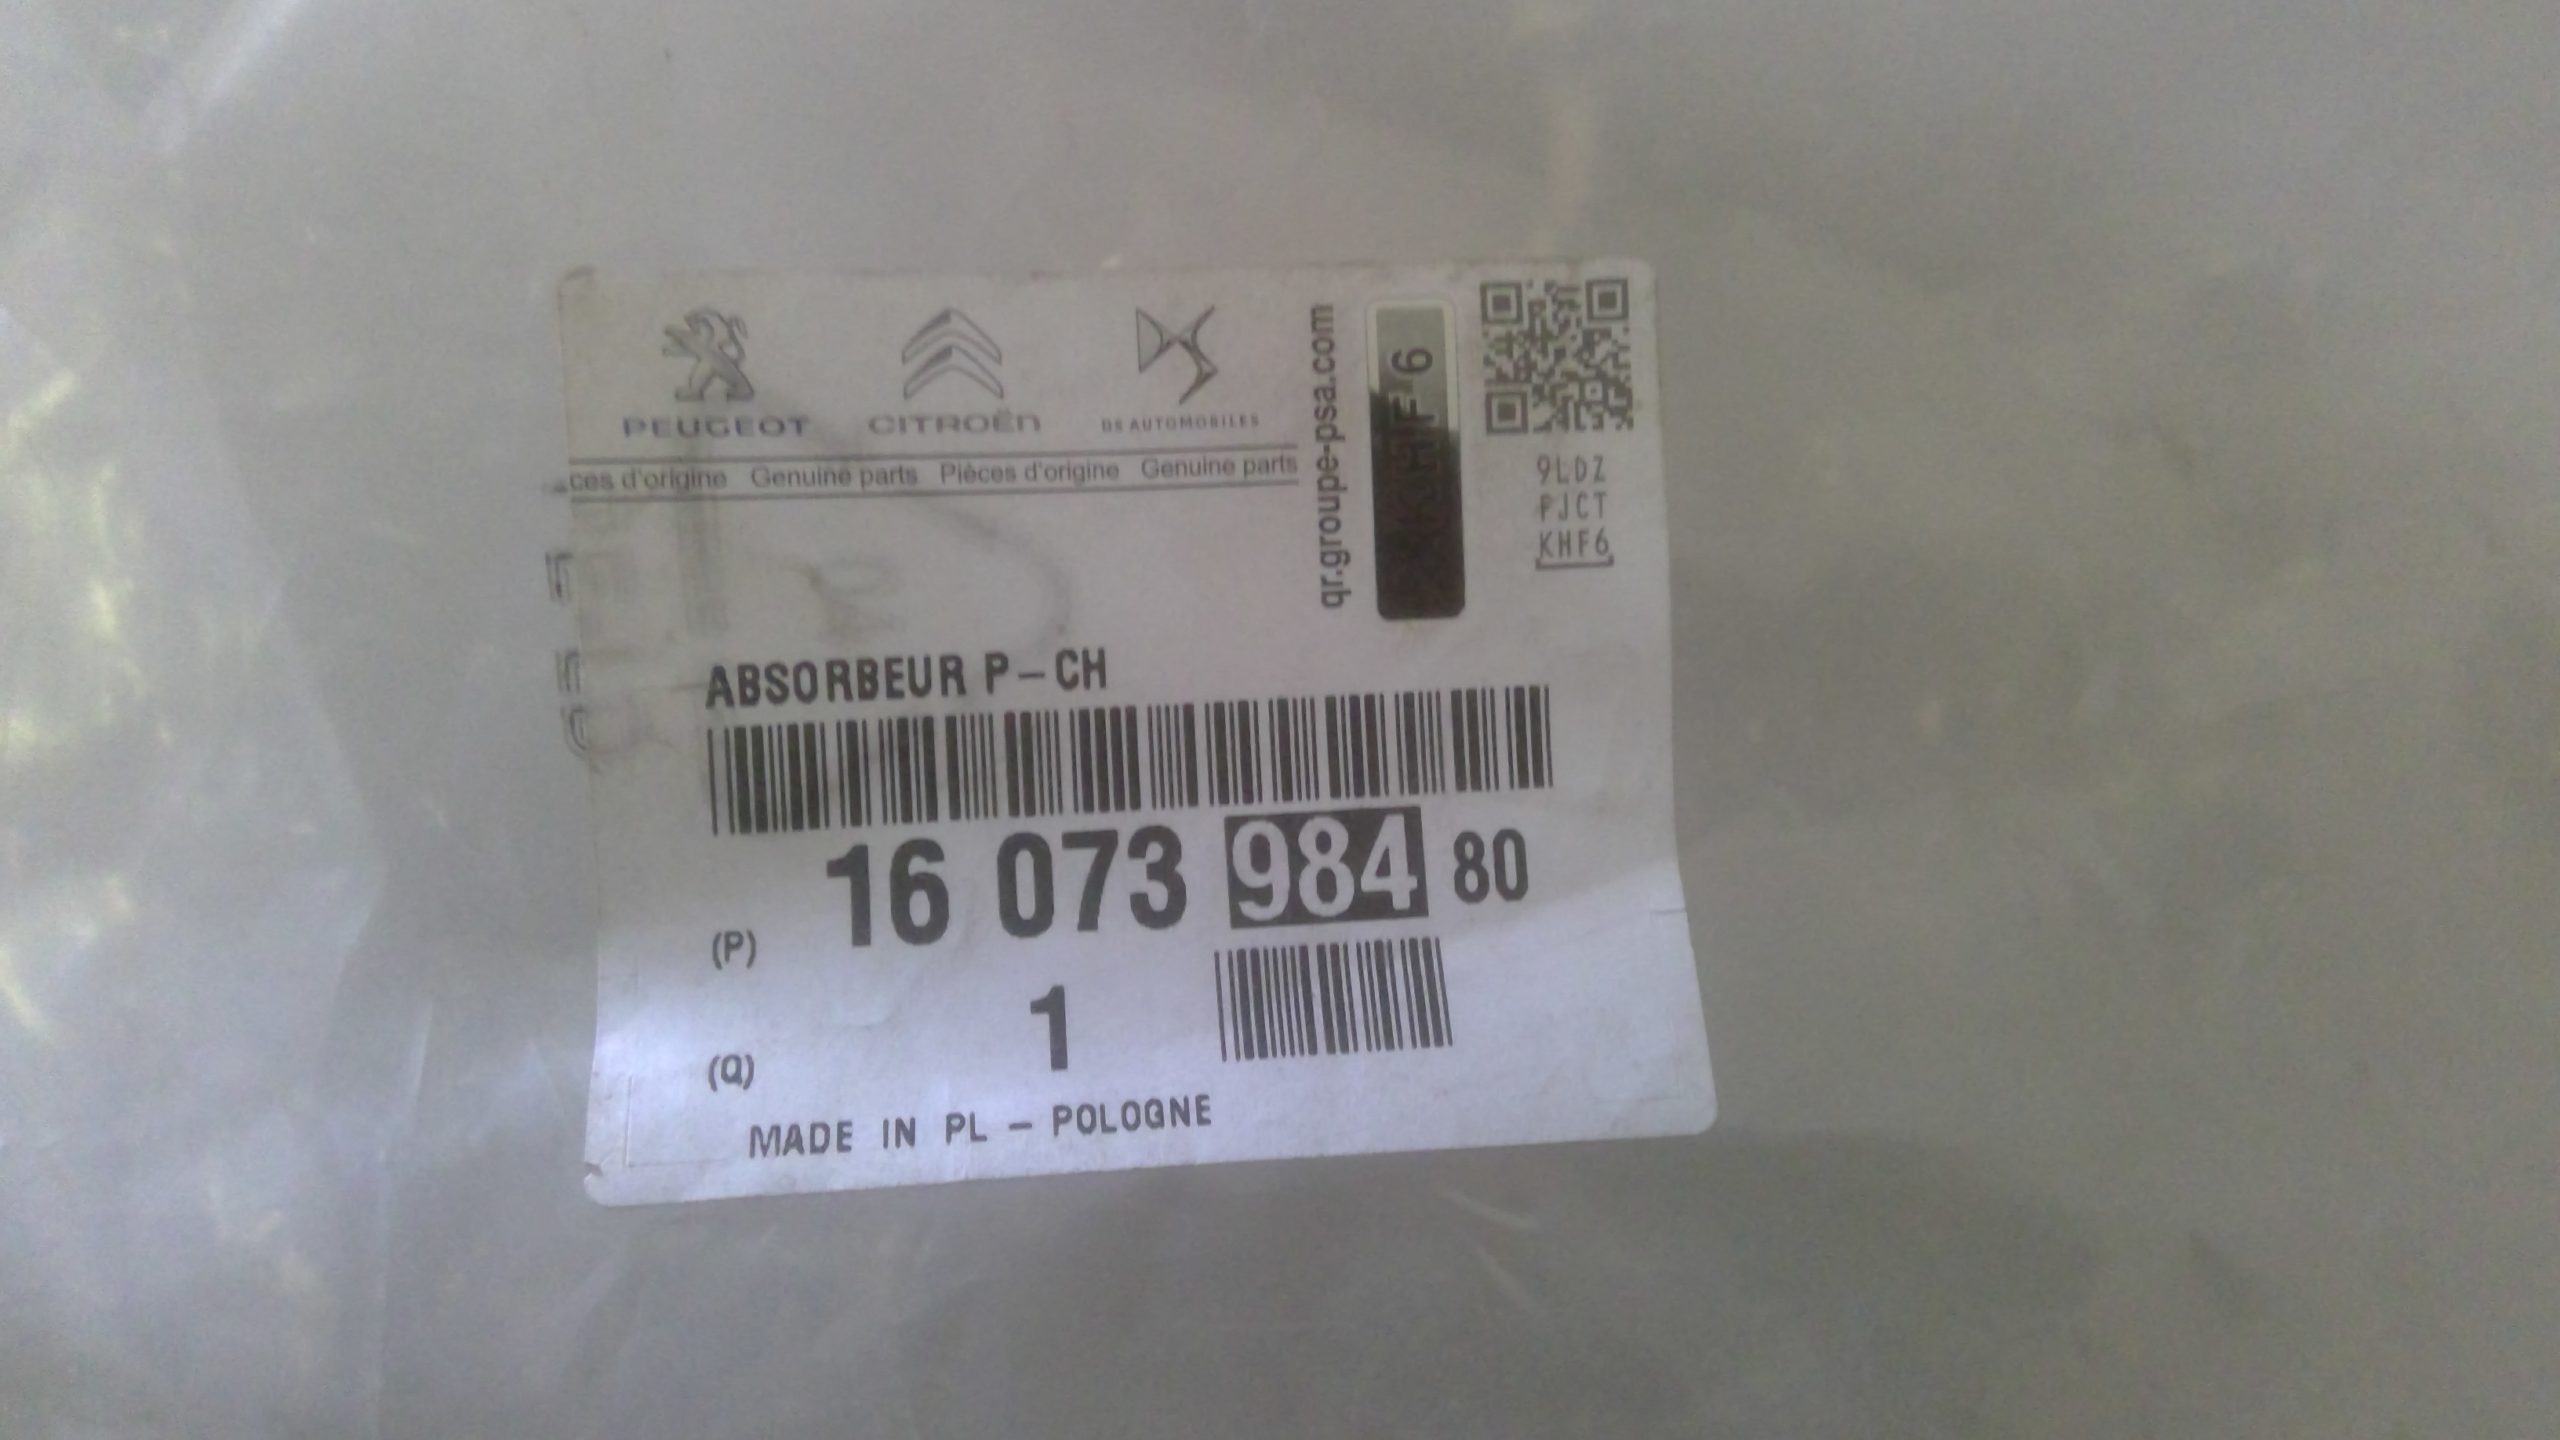 PEUGEOT CITROËN DS AUTOMOBILES
ces d'origine Genuine parts Pièces d'origine Genuine parts
qr.groupe-psa.com
KHF6
9LDZ
PJCT
KHF6
ABSORBEUR P-CH
(P) 16 073 984 80
(Q) 1
MADE IN PL - POLOGNE